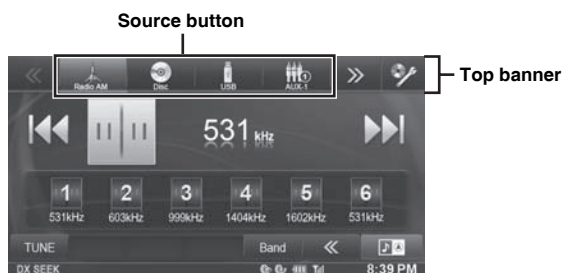 Source button
Top banner
Radio AM
Disc
USB
AUX-1
531 kHz
1 2 3 4 5 6
531kHz 603kHz 999kHz 1404kHz 1602kHz 531kHz
TUNE Band
DX SEEK 8:39 PM